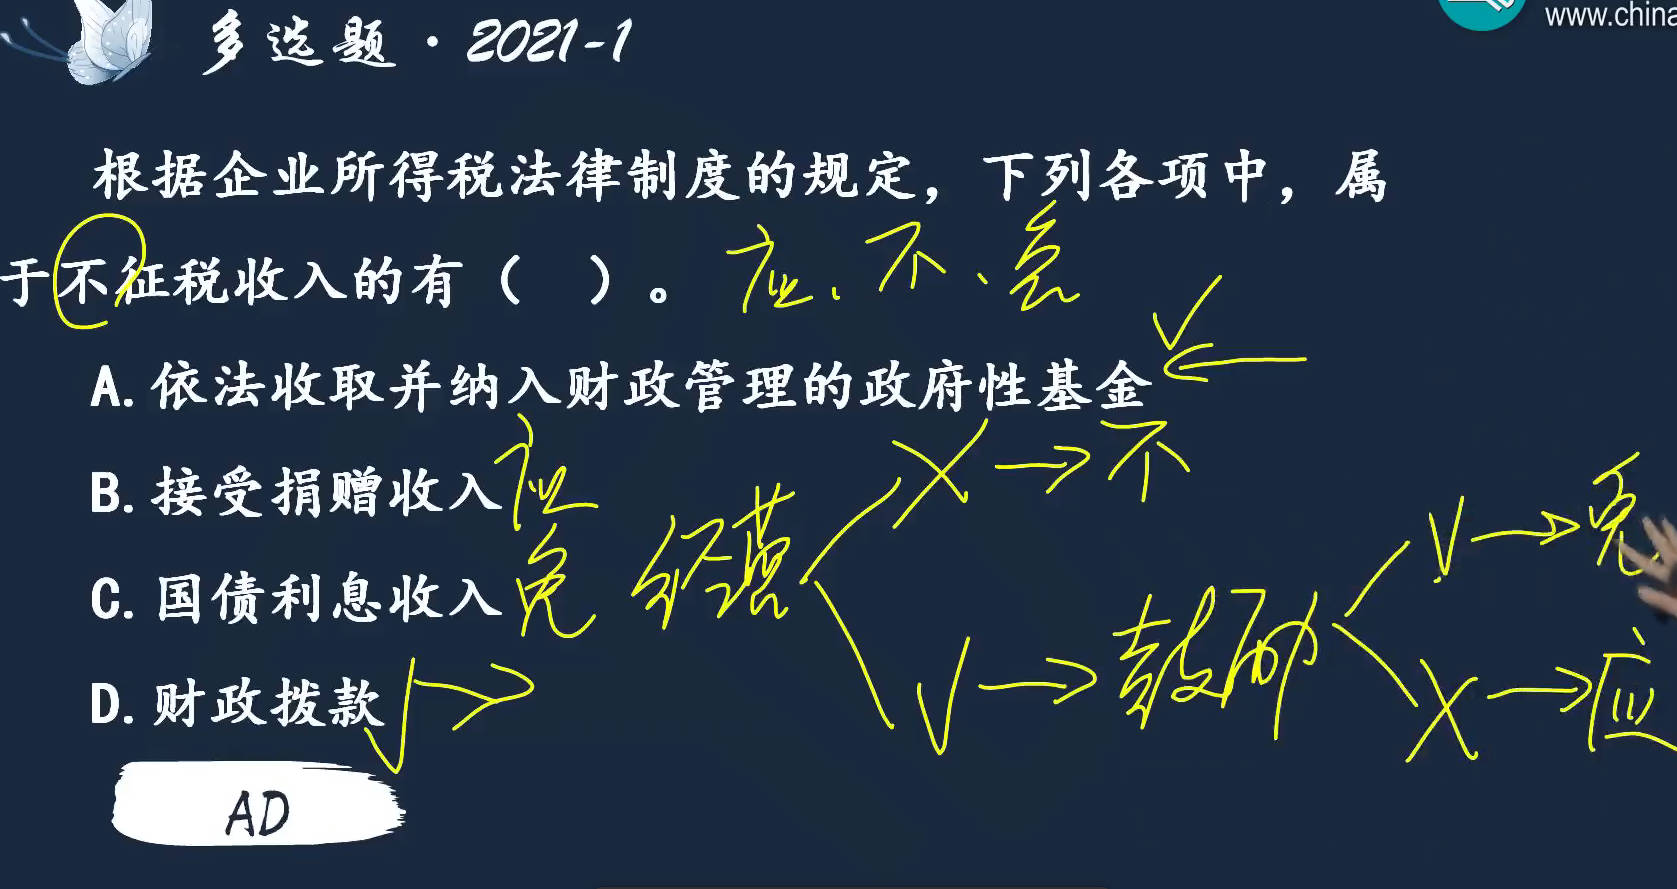 多选题·2021-1
www.china
根据企业所得税法律制度的规定，下列各项中，属
于不征税收入的有（ ）。
应、不、免
A.依法收取并纳入财政管理的政府性基金
B.接受捐赠收入 应
C.国债利息收入 免
D.财政拨款
经营
X→不
√→鼓励
√→免
X→应
AD